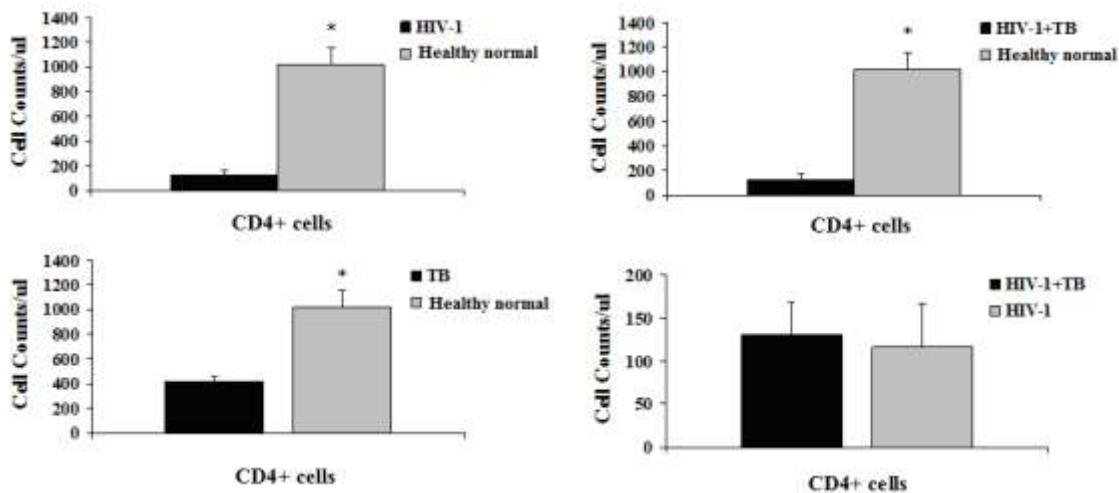 1400
1200
1000
800
600
400
200
0
Cell Counts/ul
*
HIV-1
Healthy normal
CD4+ cells
1400
1200
1000
800
600
400
200
0
Cell Counts/ul
*
HIV-1+TB
Healthy normal
CD4+ cells
1400
1200
1000
800
600
400
200
0
Cell Counts/ul
*
TB
Healthy normal
CD4+ cells
200
150
100
50
0
Cell Counts/ul
HIV-1+TB
HIV-1
CD4+ cells